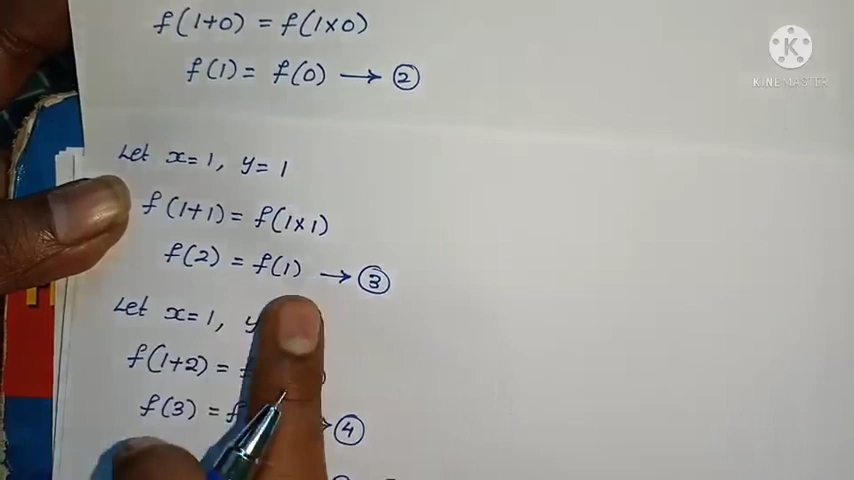 f(1+0) = f(1×0)
f(1) = f(0) → ②
Let x=1, y=1
f(1+1) = f(1×1)
f(2) = f(1) → ③
Let x=1, y
f(1+2) =
f(3) = f → ④
K
KINEMASTER